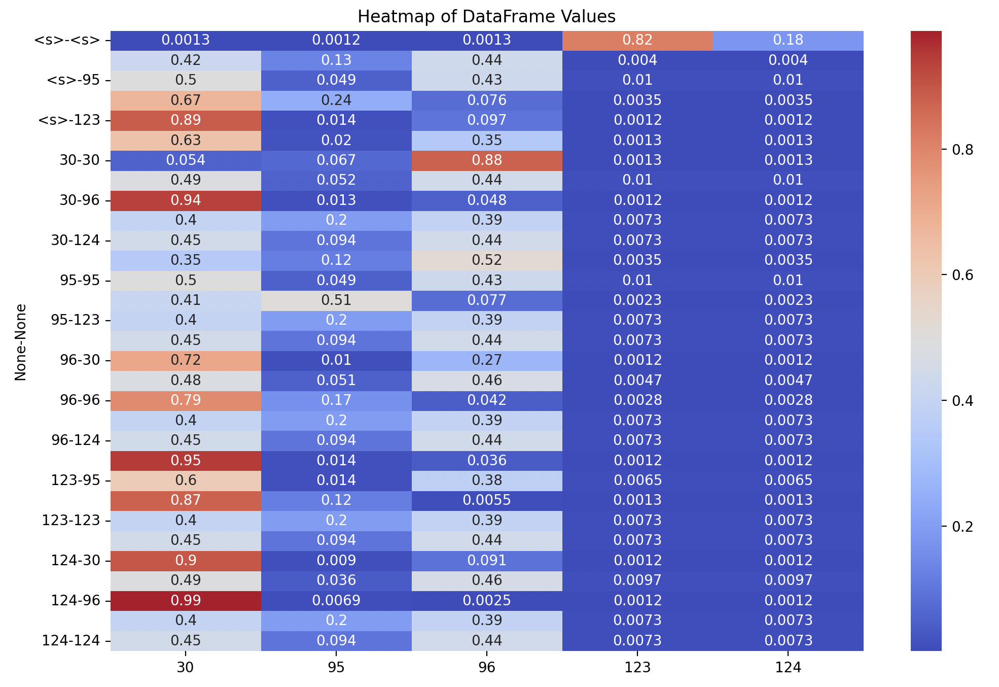 Heatmap of DataFrame Values
<s>-<s> 0.0013 0.0012 0.0013 0.82 0.18
0.42 0.13 0.44 0.004 0.004
<s>-95 0.5 0.049 0.43 0.01 0.01
0.67 0.24 0.076 0.0035 0.0035
<s>-123 0.89 0.014 0.097 0.0012 0.0012
0.63 0.02 0.35 0.0013 0.0013
30-30 0.054 0.067 0.88 0.0013 0.0013
0.49 0.052 0.44 0.01 0.01
30-96 0.94 0.013 0.048 0.0012 0.0012
0.4 0.2 0.39 0.0073 0.0073
30-124 0.45 0.094 0.44 0.0073 0.0073
0.35 0.12 0.52 0.0035 0.0035
95-95 0.5 0.049 0.43 0.01 0.01
0.41 0.51 0.077 0.0023 0.0023
95-123 0.4 0.2 0.39 0.0073 0.0073
0.45 0.094 0.44 0.0073 0.0073
96-30 0.72 0.01 0.27 0.0012 0.0012
0.48 0.051 0.46 0.0047 0.0047
96-96 0.79 0.17 0.042 0.0028 0.0028
0.4 0.2 0.39 0.0073 0.0073
96-124 0.45 0.094 0.44 0.0073 0.0073
0.95 0.014 0.036 0.0012 0.0012
123-95 0.6 0.014 0.38 0.0065 0.0065
0.87 0.12 0.0055 0.0013 0.0013
123-123 0.4 0.2 0.39 0.0073 0.0073
0.45 0.094 0.44 0.0073 0.0073
124-30 0.9 0.009 0.091 0.0012 0.0012
0.49 0.036 0.46 0.0097 0.0097
124-96 0.99 0.0069 0.0025 0.0012 0.0012
0.4 0.2 0.39 0.0073 0.0073
124-124 0.45 0.094 0.44 0.0073 0.0073
30 95 96 123 124
None-None
0.8
0.6
0.4
0.2